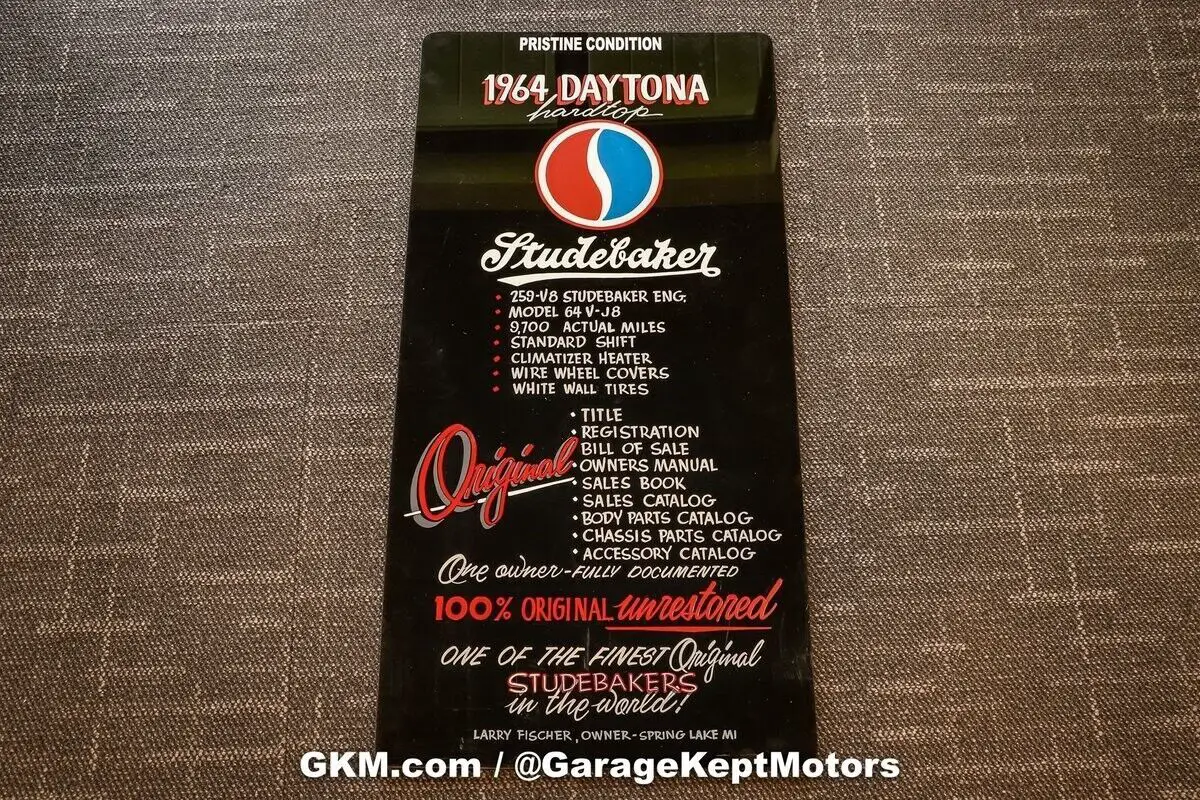 PRISTINE CONDITION
1964 DAYTONA
hardtop
Studebaker
• 259-V8 STUDEBAKER ENG.
• MODEL 64 V-J8
• 9,700 ACTUAL MILES
• STANDARD SHIFT
• CLIMATIZER HEATER
• WIRE WHEEL COVERS
• WHITE WALL TIRES
Original
• TITLE
• REGISTRATION
• BILL OF SALE
• OWNERS MANUAL
• SALES BOOK
• SALES CATALOG
• BODY PARTS CATALOG
• CHASSIS PARTS CATALOG
• ACCESSORY CATALOG
One owner-FULLY DOCUMENTED
100% ORIGINAL unrestored
ONE OF THE FINEST Original
STUDEBAKERS
in the world!
LARRY FISCHER, OWNER-SPRING LAKE MI
GKM.com / @GarageKeptMotors